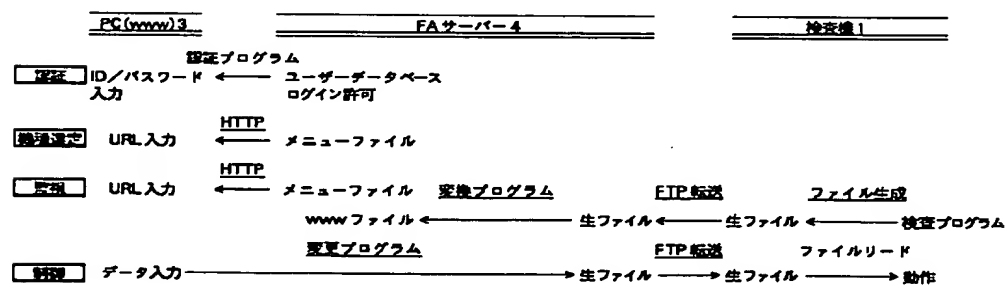 PC(www)3 FAサーバー4 検査機1
認証プログラム
認証 ID/パスワード ユーザーデータベース
入力 ログイン許可
HTTP
機種選定 URL入力 メニューファイル
HTTP
監視 URL入力 メニューファイル 変換プログラム FTP転送 ファイル生成
wwwファイル 生ファイル 生ファイル 検査プログラム
変更プログラム FTP転送 ファイルリード
制御 データ入力 生ファイル 生ファイル 動作